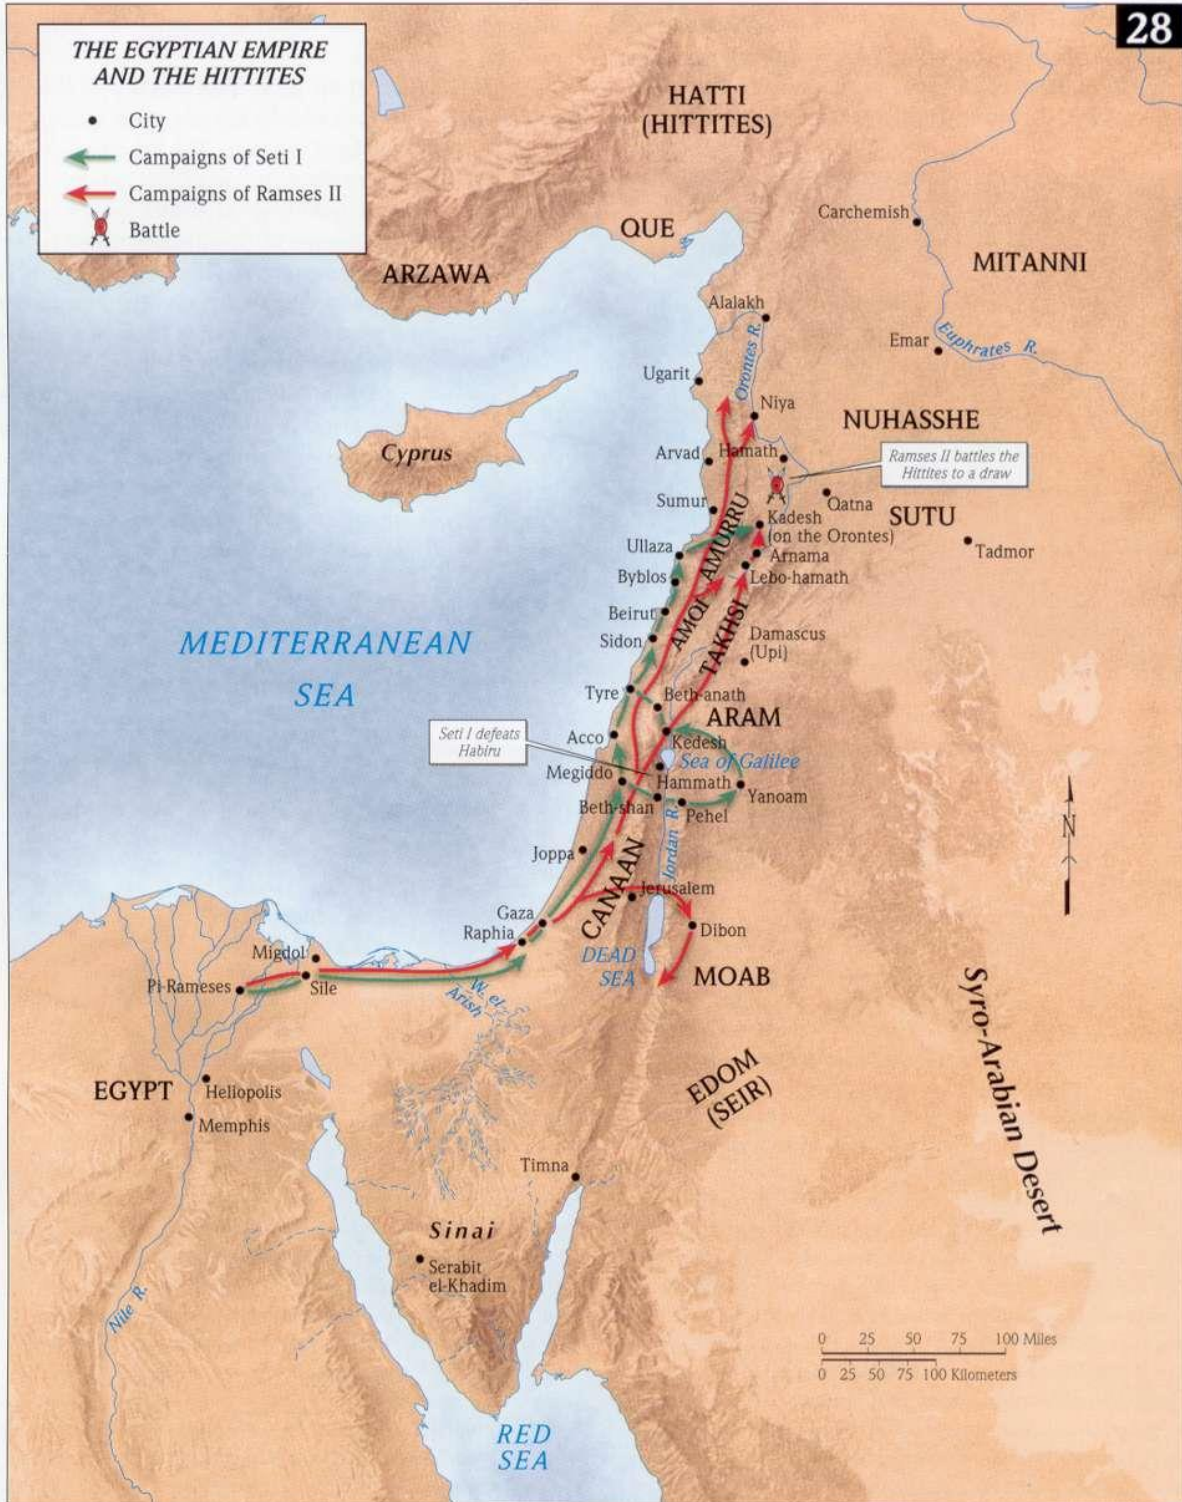 28
THE EGYPTIAN EMPIRE
AND THE HITTITES
City
Campaigns of Seti I
Campaigns of Ramses II
Battle
HATTI
(HITTITES)
Carchemish
QUE
MITANNI
ARZAWA
Alalakh
Orontes R.
Emar
Euphrates R.
Ugarit
Niya
NUHASSHE
Cyprus
Arvad
Hamath
Ramses II battles the
Hittites to a draw
Sumur
Qatna
SUTU
AMURRU
Kadesh
(on the Orontes)
Ullaza
Arnama
Tadmor
Byblos
Lebo-hamath
Beirut
AMQI
TAKHSI
MEDITERRANEAN
SEA
Sidon
Damascus
(Upi)
Tyre
Beth-anath
ARAM
Seti I defeats
Habiru
Acco
Kedesh
Sea of Galilee
Megiddo
Hammath
Yanoam
Beth-shan
Pehel
Jordan R.
Joppa
CANAAN
Jerusalem
Gaza
Raphia
Dibon
DEAD
SEA
MOAB
Migdol
Pi-Rameses
Sile
W. el-
Arish
Syro-Arabian Desert
EDOM
(SEIR)
EGYPT
Heliopolis
Memphis
Timna
Sinai
Serabit
el-Khadim
Nile R.
N
0 25 50 75 100 Miles
0 25 50 75 100 Kilometers
RED
SEA